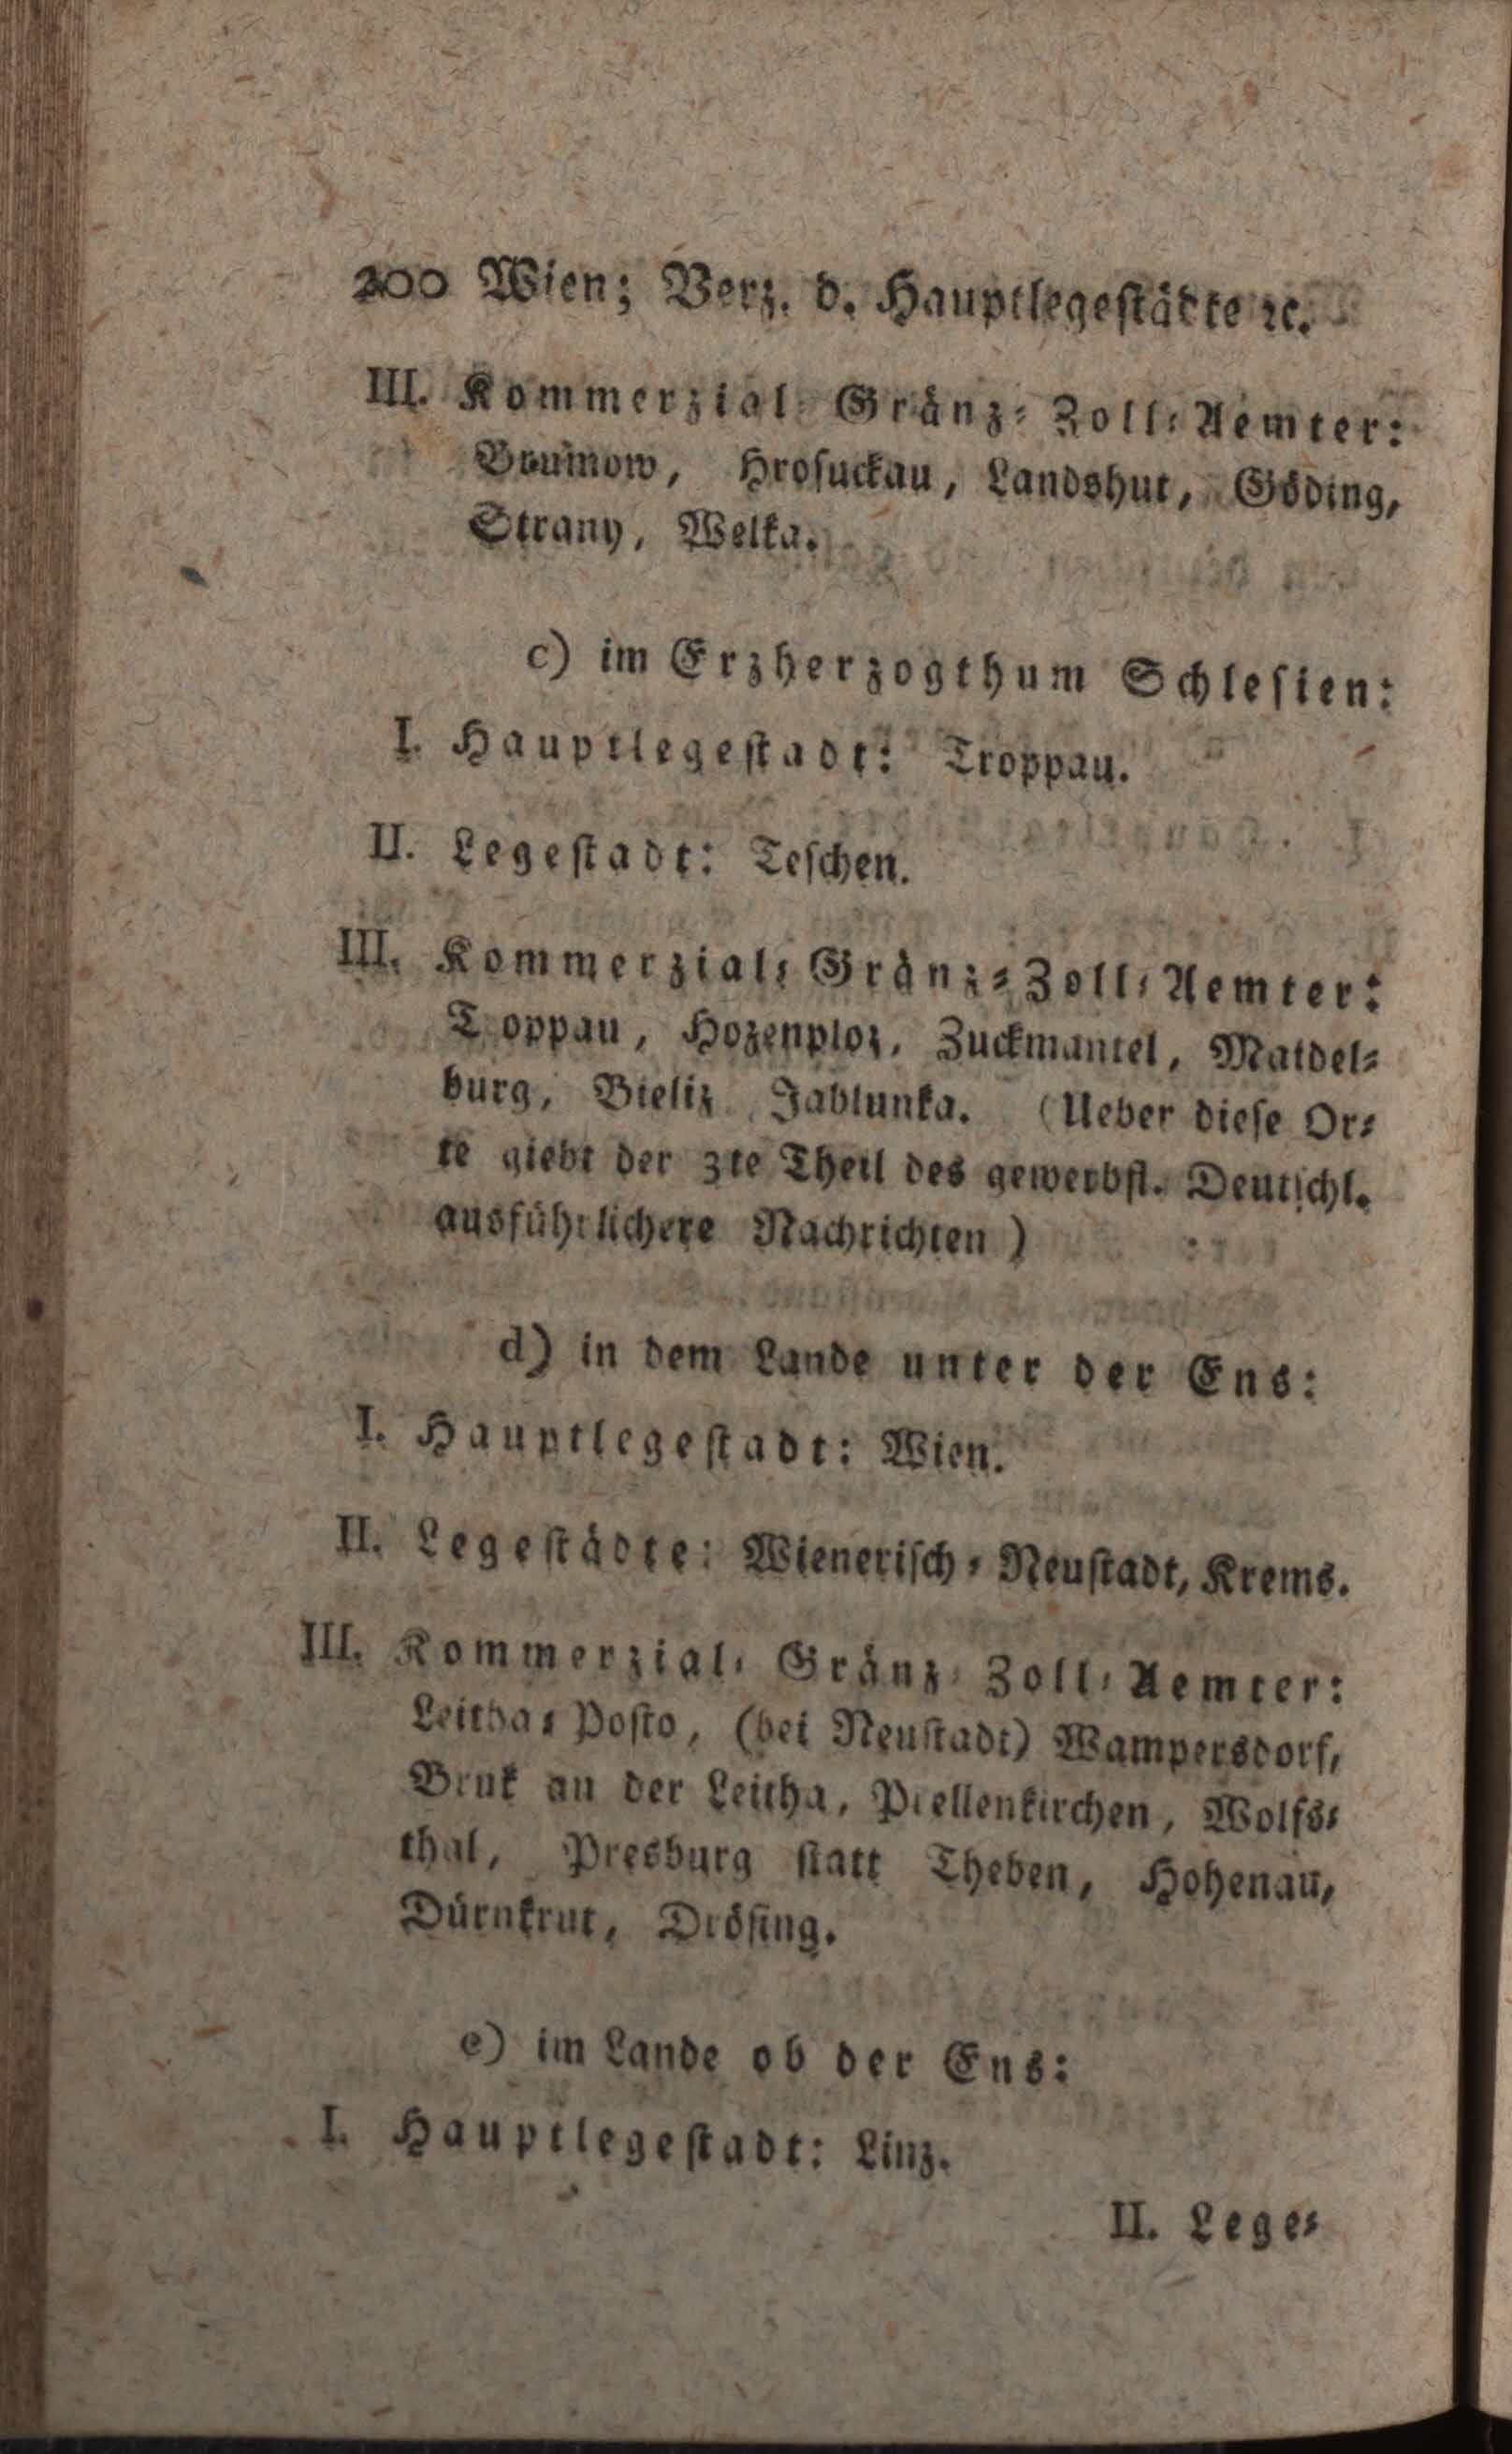 200 Wien; Verz. d. Hauptlegestädte ꝛc.
III. Kommerzial Gränz⸗Zoll⸗Aemter:
Brumow, Hrosuckau, Landshut, Göding,
Strany, Welka.
c) im Erzherzogthum Schlesien:
I. Hauptlegestadt: Troppau.
II. Legestadt: Teschen.
III. Kommerzial⸗Gränz⸗Zoll⸗Aemter:
Troppau, Hozenploz, Zuckmantel, Maidel⸗
burg, Bieliz Jablunka. (Ueber diese Or⸗
te giebt der 3te Theil des gewerbfl. Deutschl.
ausführlichere Nachrichten)
d) in dem Lande unter der Ens:
I. Hauptlegestadt: Wien.
II. Legestädte: Wienerisch⸗Neustadt, Krems.
III. Kommerzial⸗Gränz Zoll⸗Aemter:
Leitha⸗Posto, (bei Neustadt) Wampersdorf,
Bruk an der Leitha, Prellenkirchen, Wolfs⸗
thal, Presburg statt Theben, Hohenau,
Dürnkrut, Drösing.
e) im Lande ob der Ens:
I. Hauptlegestadt: Linz.
II. Lege⸗